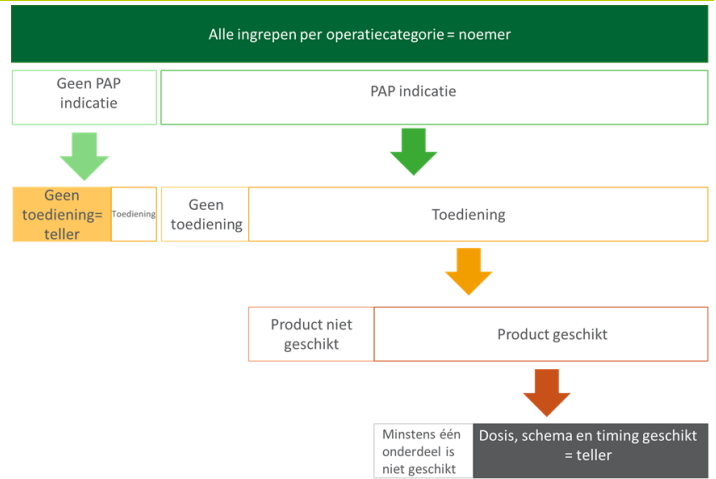 Alle ingrepen per operatiecategorie = noemer
Geen PAP
indicatie
PAP indicatie
Geen
toediening=
teller
Toediening
Geen
toediening
Toediening
Product niet
geschikt
Product geschikt
Minstens één
onderdeel is
niet geschikt
Dosis, schema en timing geschikt
= teller